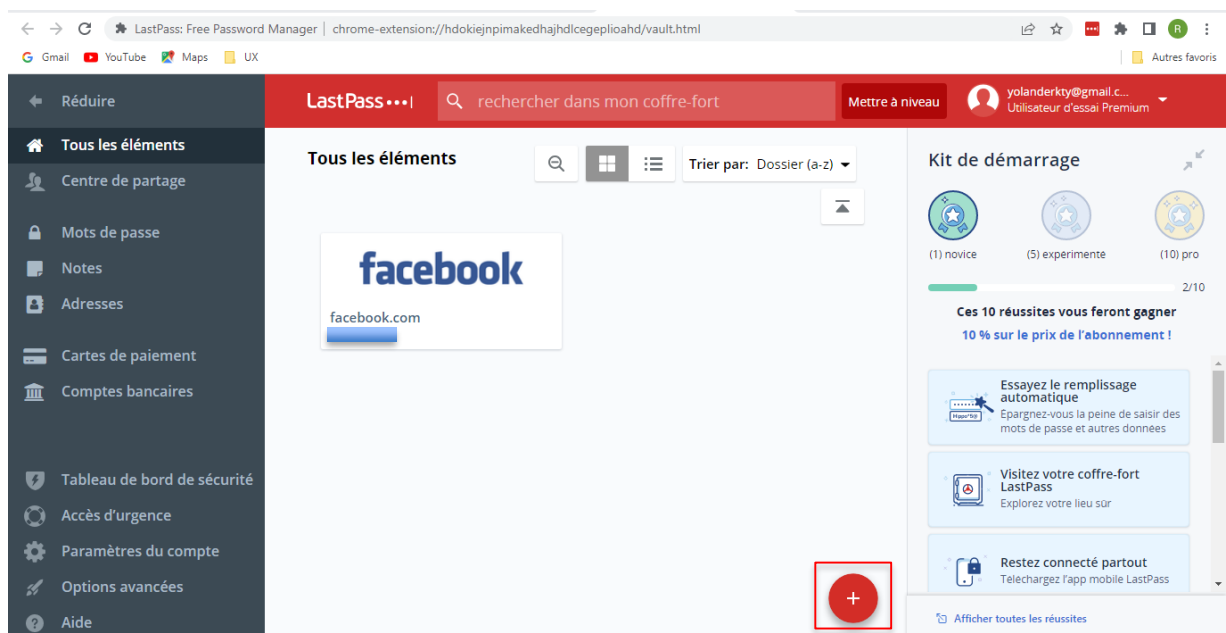 LastPass: Free Password Manager | chrome-extension://hdokiejnpimakedhajhdlcegeplioahd/vault.html
R
Gmail YouTube Maps UX Autres favoris
Réduire
LastPass
rechercher dans mon coffre-fort
Mettre à niveau
yolanderkty@gmail.c...
Utilisateur d'essai Premium
Tous les éléments
Centre de partage
Mots de passe
Notes
Adresses
Cartes de paiement
Comptes bancaires
Tableau de bord de sécurité
Accès d'urgence
Paramètres du compte
Options avancées
Aide
Tous les éléments
Trier par: Dossier (a-z)
facebook
facebook.com
+
Kit de démarrage
(1) novice (5) expérimenté (10) pro
2/10
Ces 10 réussites vous feront gagner
10 % sur le prix de l'abonnement !
Essayez le remplissage
automatique
Épargnez-vous la peine de saisir des
mots de passe et autres données
Visitez votre coffre-fort
LastPass
Explorez votre lieu sûr
Restez connecté partout
Téléchargez l'app mobile LastPass
Afficher toutes les réussites